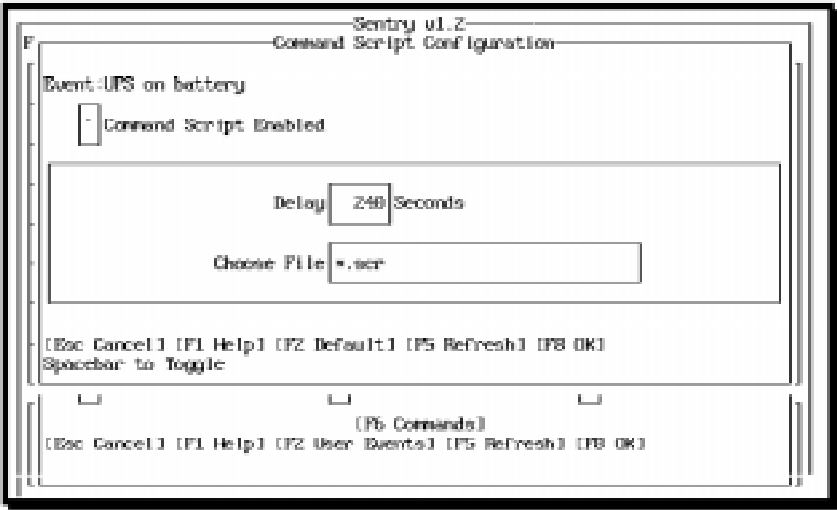 Sentry v1.2
Command Script Configuration
F
Event:UPS on battery
- Command Script Enabled
Delay 240 Seconds
Choose File *.scr
[Esc Cancel] [F1 Help] [F2 Default] [F5 Refresh] [F8 OK]
Spacebar to Toggle
[F6 Commands]
[Esc Cancel] [F1 Help] [F2 User Events] [F5 Refresh] [F8 OK]